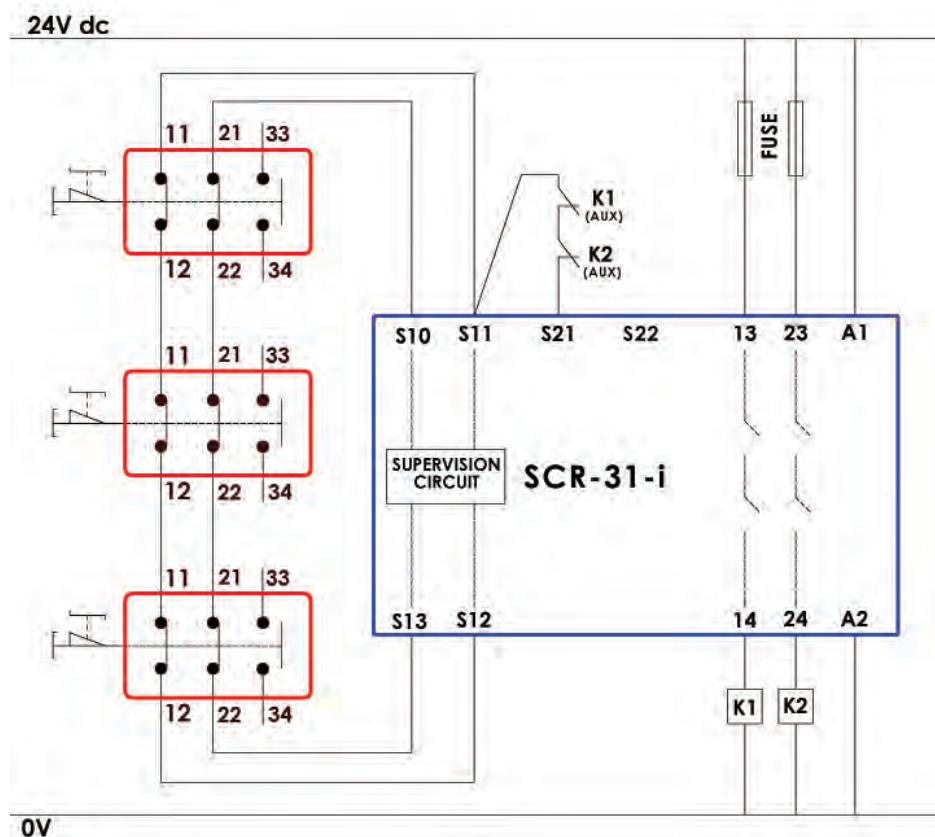 24V dc
11 21 33
12 22 34
FUSE
K1
(AUX)
K2
(AUX)
S10 S11 S21 S22 13 23 A1
11 21 33
12 22 34
SUPERVISION
CIRCUIT
SCR-31-i
11 21 33
12 22 34
S13 S12 14 24 A2
K1 K2
0V